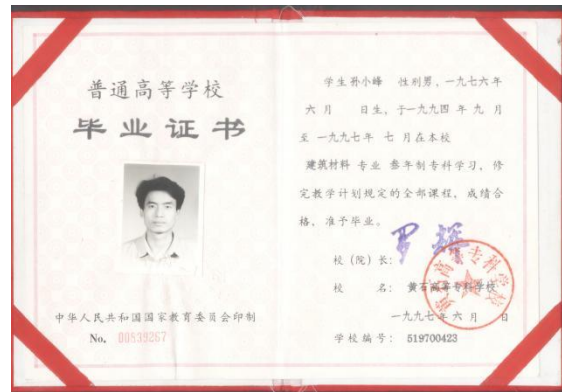 普通高等学校
毕业证书
中华人民共和国国家教育委员会印制
No. 00839267
学生孙小峰 性别男，一九七六年
六月 日生，于一九九四年九月
至一九九七年 七月在本校
建筑材料 专业 叁年制专科学习，修
完教学计划规定的全部课程，成绩合
格，准予毕业。
校（院）长：
校 名：黄石高等专科学校
一九九七年六月 日
学校编号：519700423